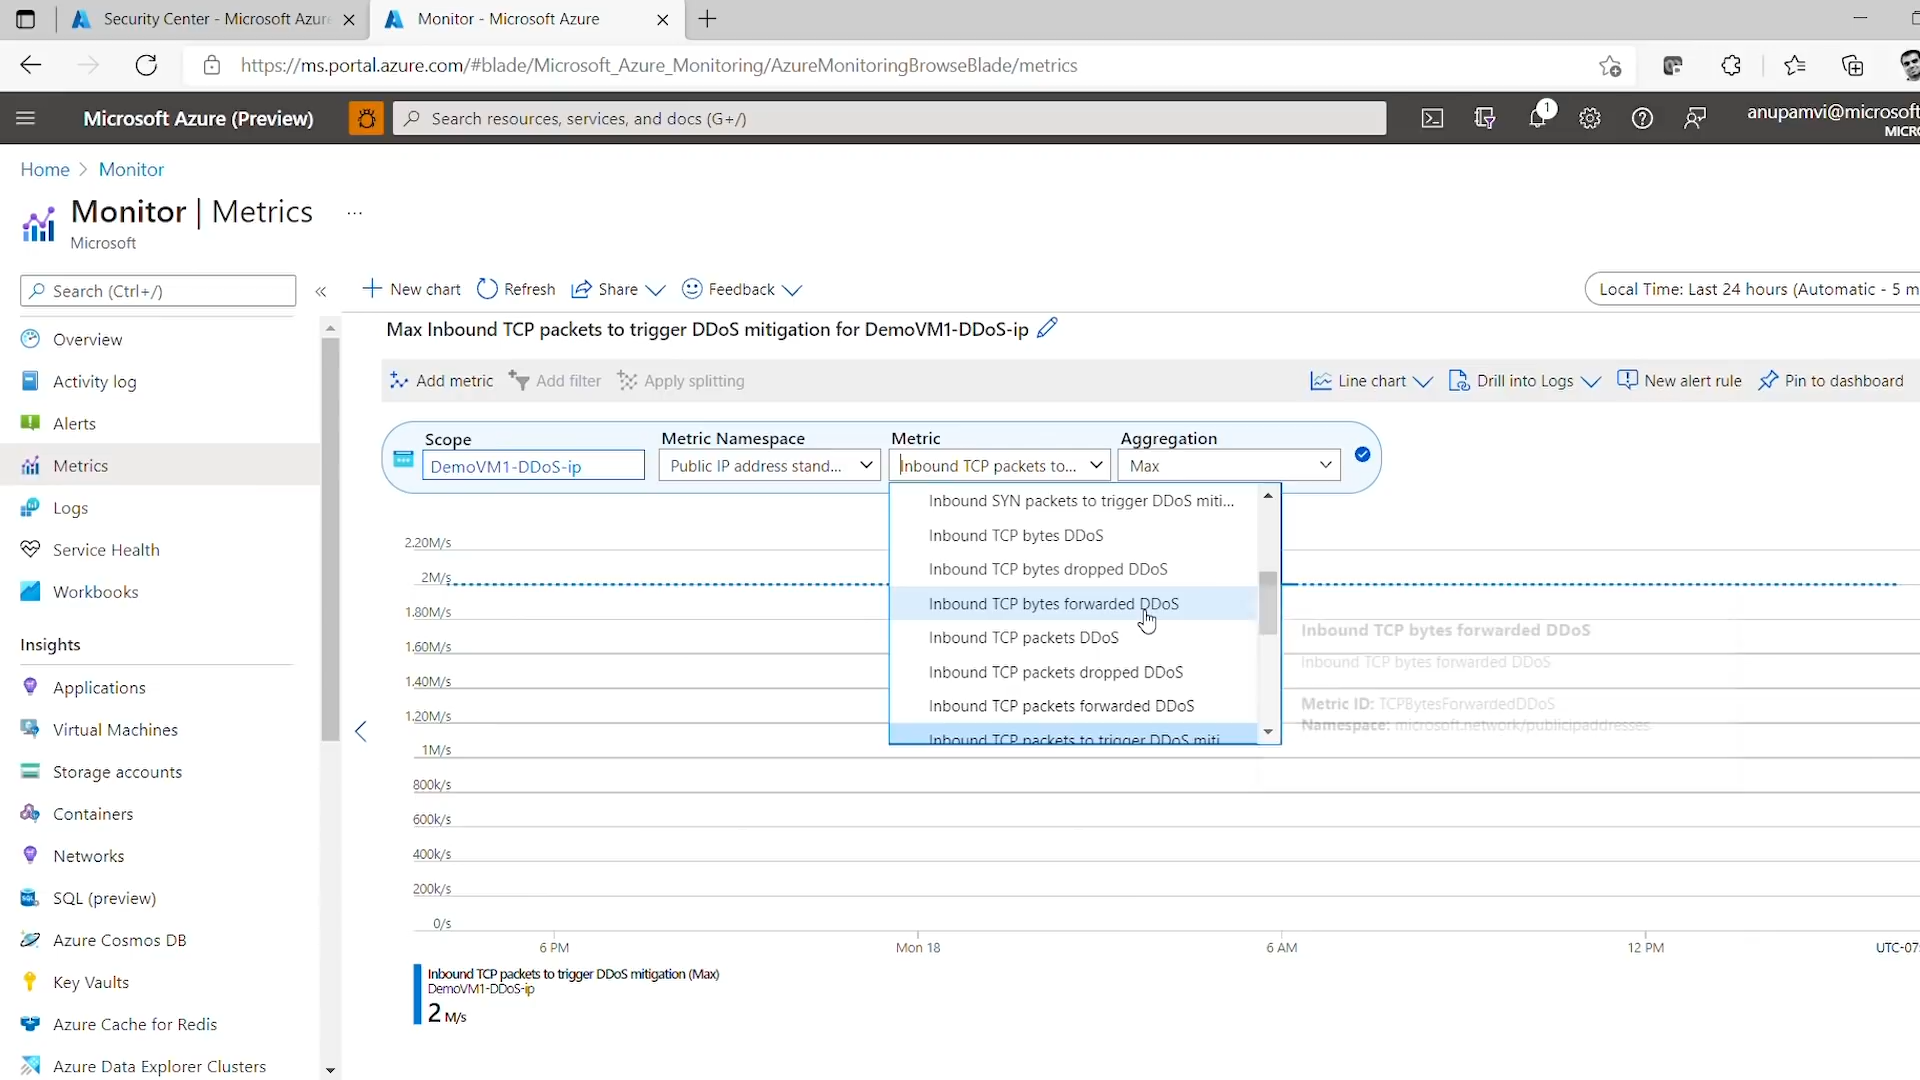 Security Center - Microsoft Azure
Monitor - Microsoft Azure
https://ms.portal.azure.com/#blade/Microsoft_Azure_Monitoring/AzureMonitoringBrowseBlade/metrics
Microsoft Azure (Preview)
Search resources, services, and docs (G+/)
1
anupamvi@microsoft
MICRO
Home > Monitor
Monitor | Metrics
...
Microsoft
Search (Ctrl+/)
«
New chart
Refresh
Share
Feedback
Local Time: Last 24 hours (Automatic - 5 m
Overview
Activity log
Alerts
Metrics
Logs
Service Health
Workbooks
Insights
Applications
Virtual Machines
Storage accounts
Containers
Networks
SQL (preview)
Azure Cosmos DB
Key Vaults
Azure Cache for Redis
Azure Data Explorer Clusters
Max Inbound TCP packets to trigger DDoS mitigation for DemoVM1-DDoS-ip
Add metric
Add filter
Apply splitting
Line chart
Drill into Logs
New alert rule
Pin to dashboard
Scope
DemoVM1-DDoS-ip
Metric Namespace
Public IP address stand...
Metric
Inbound TCP packets to...
Aggregation
Max
Inbound SYN packets to trigger DDoS miti...
Inbound TCP bytes DDoS
Inbound TCP bytes dropped DDoS
Inbound TCP bytes forwarded DDoS
Inbound TCP packets DDoS
Inbound TCP packets dropped DDoS
Inbound TCP packets forwarded DDoS
Inbound TCP packets to trigger DDoS miti...
Inbound TCP bytes forwarded DDoS
Inbound TCP bytes forwarded DDoS
Metric ID: TCPBytesForwardedDDoS
Namespace: microsoft.network/publicipaddresses
2.20M/s
2M/s
1.80M/s
1.60M/s
1.40M/s
1.20M/s
1M/s
800k/s
600k/s
400k/s
200k/s
0/s
6 PM
Mon 18
6 AM
12 PM
UTC-07:
Inbound TCP packets to trigger DDoS mitigation (Max)
DemoVM1-DDoS-ip
2 M/s